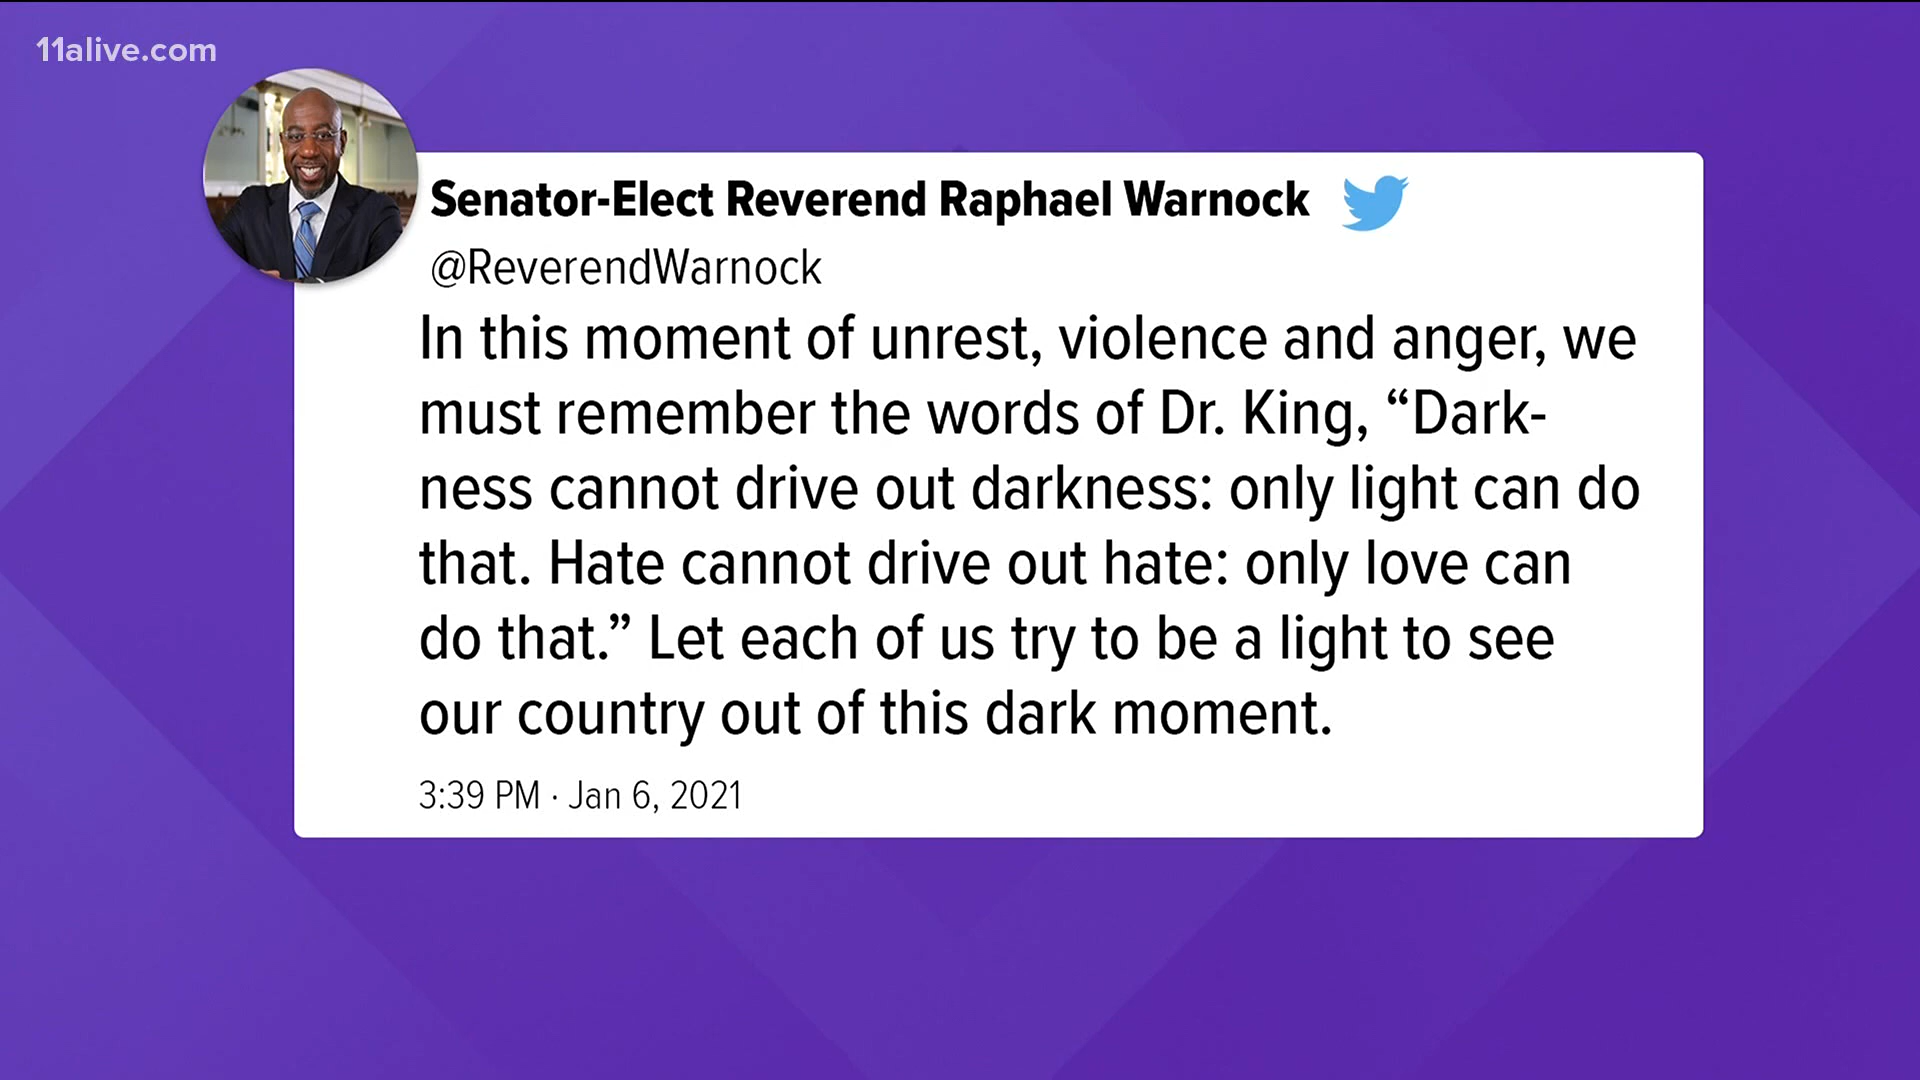 11alive.com
Senator-Elect Reverend Raphael Warnock
@ReverendWarnock
In this moment of unrest, violence and anger, we
must remember the words of Dr. King, “Dark-
ness cannot drive out darkness: only light can do
that. Hate cannot drive out hate: only love can
do that.” Let each of us try to be a light to see
our country out of this dark moment.
3:39 PM · Jan 6, 2021